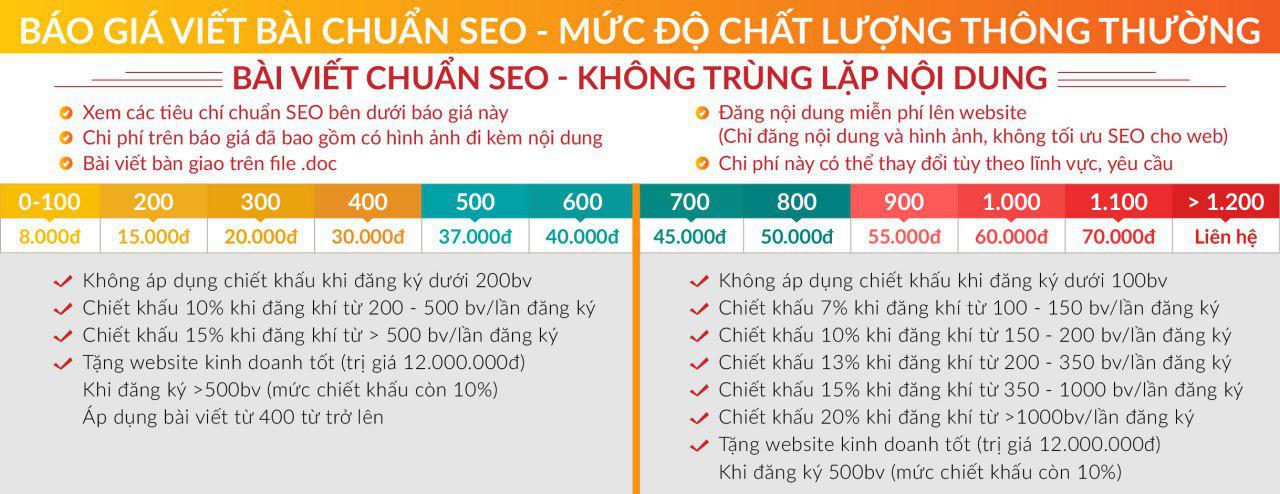 BÁO GIÁ VIẾT BÀI CHUẨN SEO - MỨC ĐỘ CHẤT LƯỢNG THÔNG THƯỜNG
BÀI VIẾT CHUẨN SEO - KHÔNG TRÙNG LẶP NỘI DUNG
Xem các tiêu chí chuẩn SEO bên dưới báo giá này
Chi phí trên báo giá đã bao gồm có hình ảnh đi kèm nội dung
Bài viết bàn giao trên file .doc
Đăng nội dung miễn phí lên website
(Chỉ đăng nội dung và hình ảnh, không tối ưu SEO cho web)
Chi phí này có thể thay đổi tùy theo lĩnh vực, yêu cầu
0-100 200 300 400 500 600 700 800 900 1.000 1.100 > 1.200
8.000đ 15.000đ 20.000đ 30.000đ 37.000đ 40.000đ 45.000đ 50.000đ 55.000đ 60.000đ 70.000đ Liên hệ
Không áp dụng chiết khấu khi đăng ký dưới 200bv
Chiết khấu 10% khi đăng khí từ 200 - 500 bv/lần đăng ký
Chiết khấu 15% khi đăng khí từ > 500 bv/lần đăng ký
Tặng website kinh doanh tốt (trị giá 12.000.000đ)
Khi đăng ký >500bv (mức chiết khấu còn 10%)
Áp dụng bài viết từ 400 từ trở lên
Không áp dụng chiết khấu khi đăng ký dưới 100bv
Chiết khấu 7% khi đăng khí từ 100 - 150 bv/lần đăng ký
Chiết khấu 10% khi đăng khí từ 150 - 200 bv/lần đăng ký
Chiết khấu 13% khi đăng khí từ 200 - 350 bv/lần đăng ký
Chiết khấu 15% khi đăng khí từ 350 - 1000 bv/lần đăng ký
Chiết khấu 20% khi đăng khí từ >1000bv/lần đăng ký
Tặng website kinh doanh tốt (trị giá 12.000.000đ)
Khi đăng ký 500bv (mức chiết khấu còn 10%)